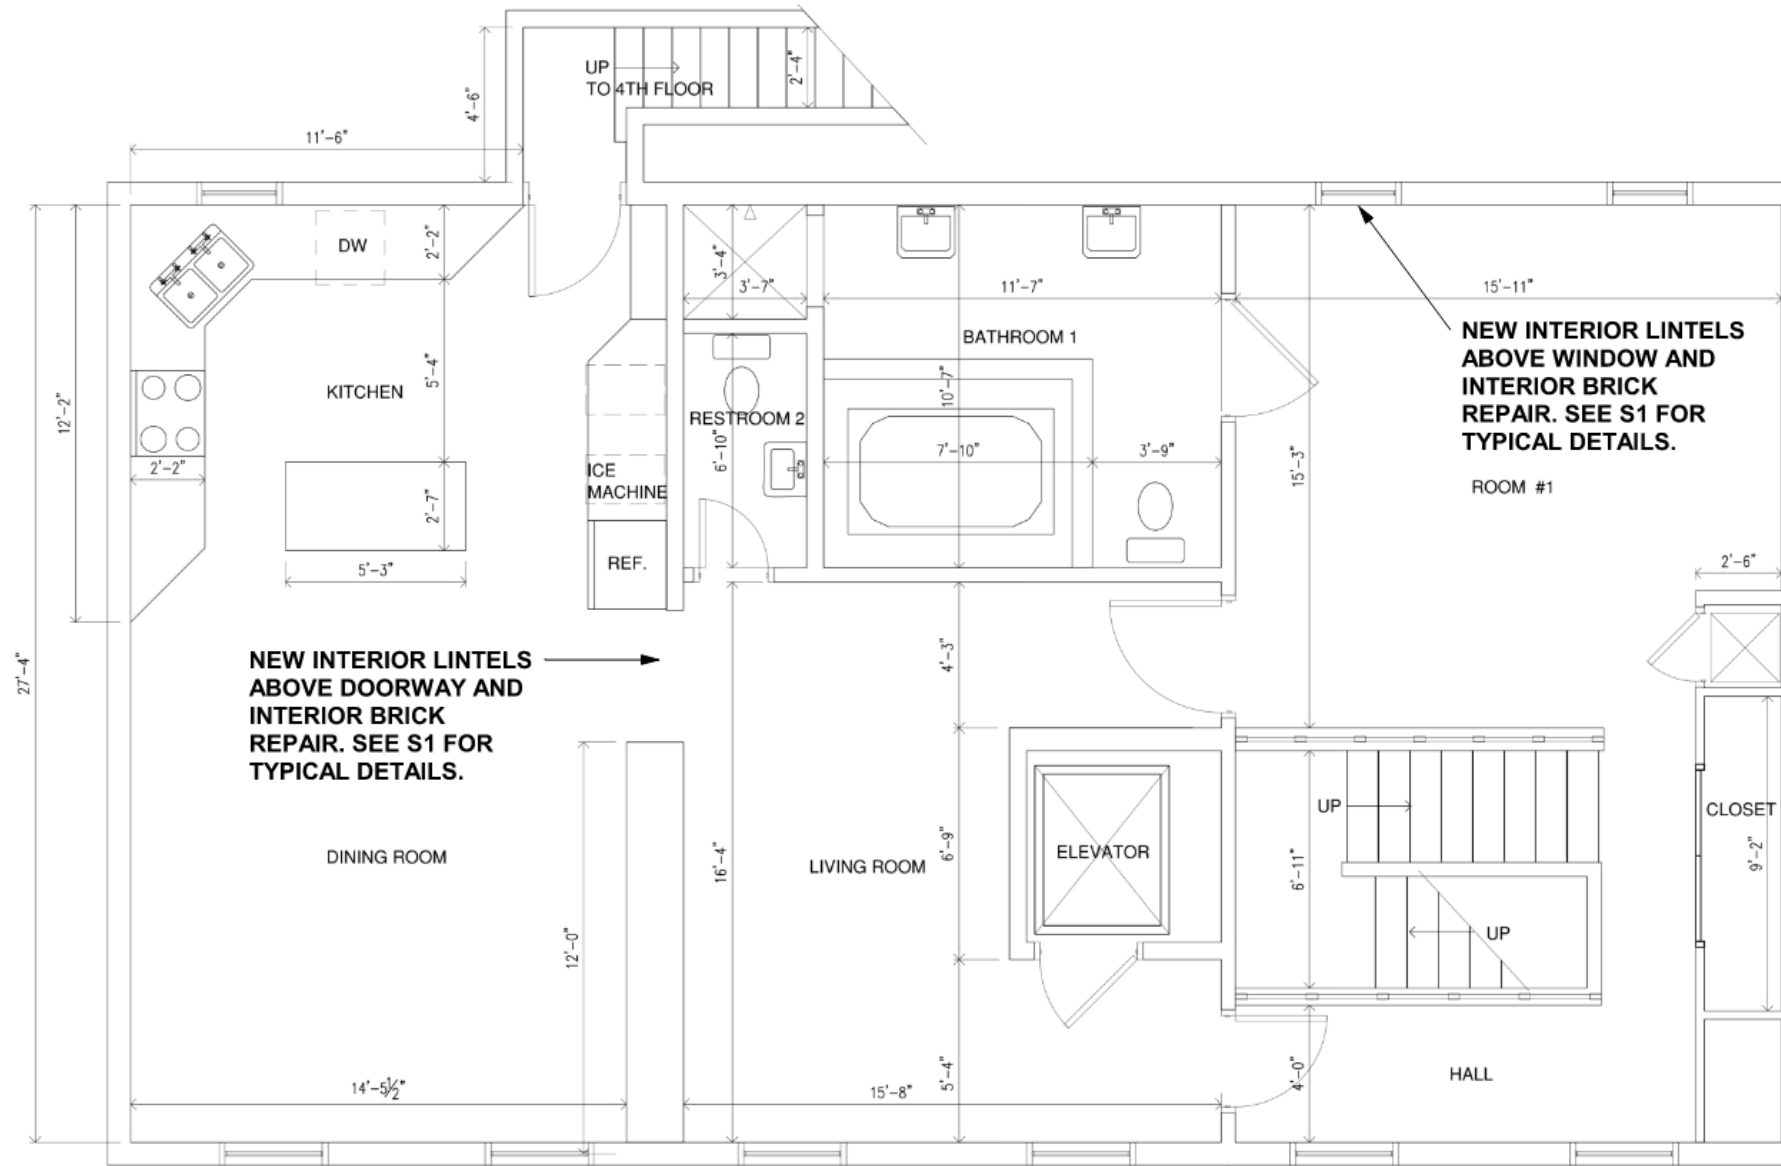 UP
TO 4TH FLOOR
2'-4"
4'-6"
11'-6"
DW
2'-2"
3'-4"
3'-7"
11'-7"
15'-11"
BATHROOM 1
NEW INTERIOR LINTELS
ABOVE WINDOW AND
INTERIOR BRICK
REPAIR. SEE S1 FOR
TYPICAL DETAILS.
KITCHEN
5'-4"
10'-7"
12'-2"
RESTROOM 2
6'-10"
7'-10"
3'-9"
15'-3"
2'-2"
ICE
MACHINE
2'-7"
ROOM #1
5'-3"
REF.
2'-6"
27'-4"
NEW INTERIOR LINTELS
ABOVE DOORWAY AND
INTERIOR BRICK
REPAIR. SEE S1 FOR
TYPICAL DETAILS.
4'-3"
UP
CLOSET
9'-2"
DINING ROOM
LIVING ROOM
16'-4"
6'-9"
ELEVATOR
6'-11"
UP
12'-0"
14'-5½"
15'-8"
5'-4"
4'-0"
HALL